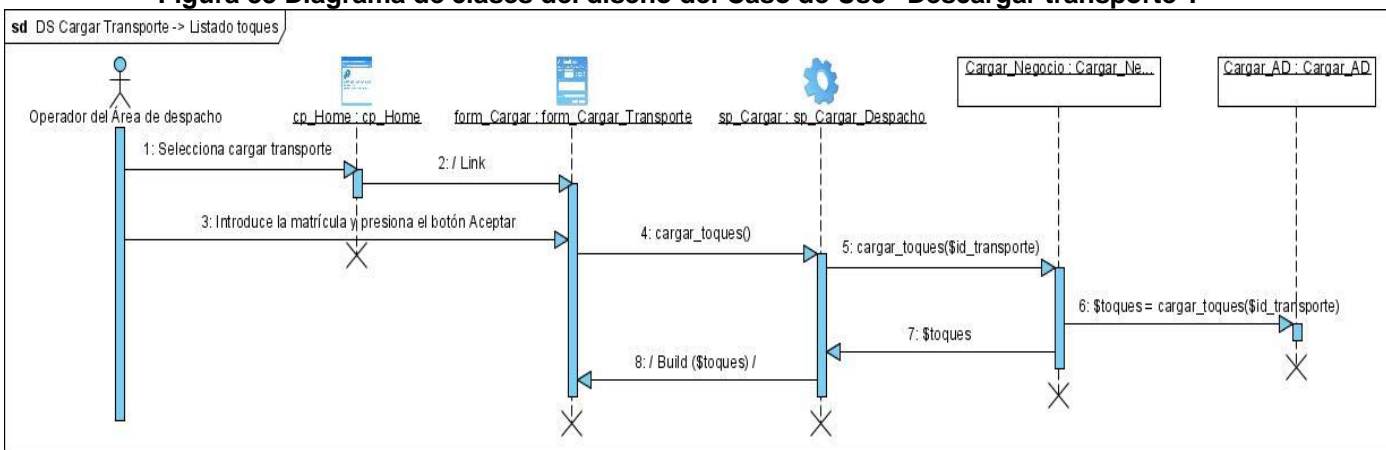 Figura 33 Diagrama de clases del diseño del Caso de Uso "Descargar transporte".
sd DS Cargar Transporte -> Listado toques
Operador del Área de despacho
cp_Home : cp_Home
form_Cargar : form_Cargar_Transporte
sp_Cargar : sp_Cargar_Despacho
Cargar_Negocio : Cargar_Ne...
Cargar_AD : Cargar_AD
1: Selecciona cargar transporte
2: / Link
3: Introduce la matrícula y presiona el botón Aceptar
4: cargar_toques()
5: cargar_toques($id_transporte)
6: $toques = cargar_toques($id_transporte)
7: $toques
8: / Build ($toques) /